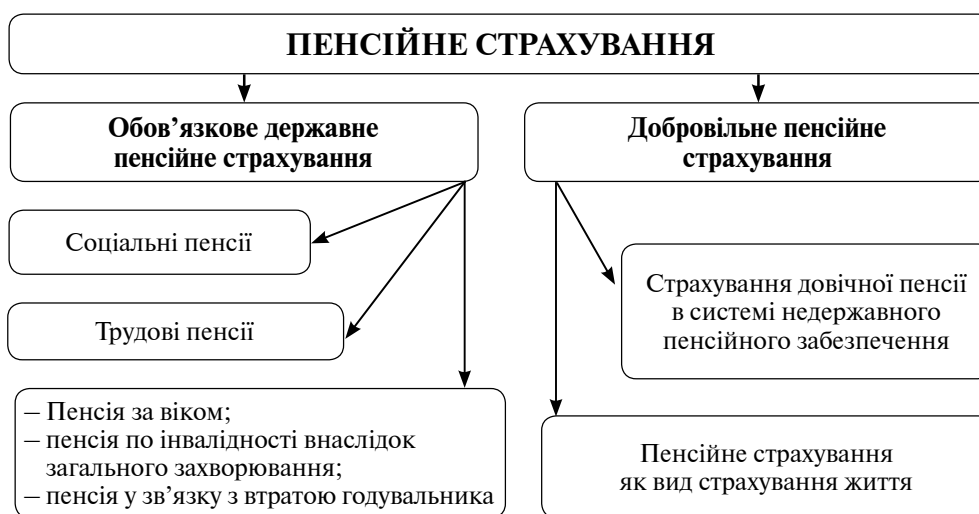 ПЕНСІЙНЕ СТРАХУВАННЯ
Обов’язкове державне
пенсійне страхування
Добровільне пенсійне
страхування
Соціальні пенсії
Трудові пенсії
– Пенсія за віком;
– пенсія по інвалідності внаслідок
загального захворювання;
– пенсія у зв’язку з втратою годувальника
Страхування довічної пенсії
в системі недержавного
пенсійного забезпечення
Пенсійне страхування
як вид страхування життя